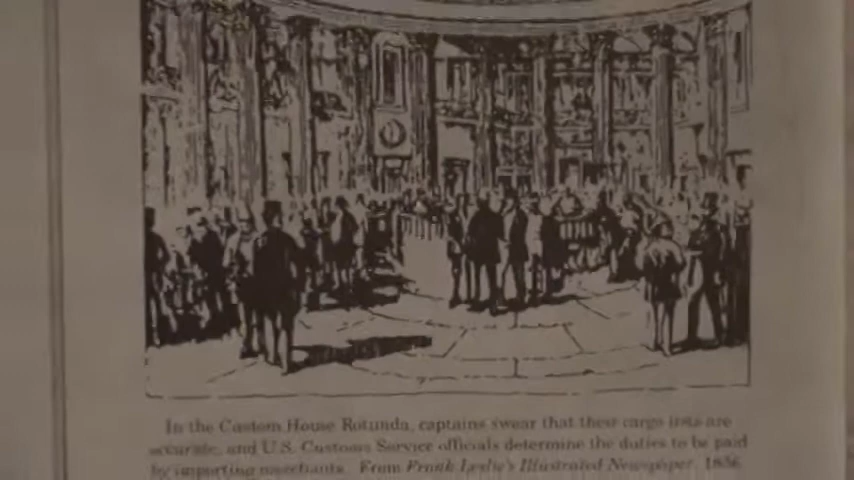 In the Custom House Rotunda, captains swear that their cargo lists are
accurate, and U.S. Customs Service officials determine the duties to be paid
by importing merchants. From Frank Leslie's Illustrated Newspaper, 1856